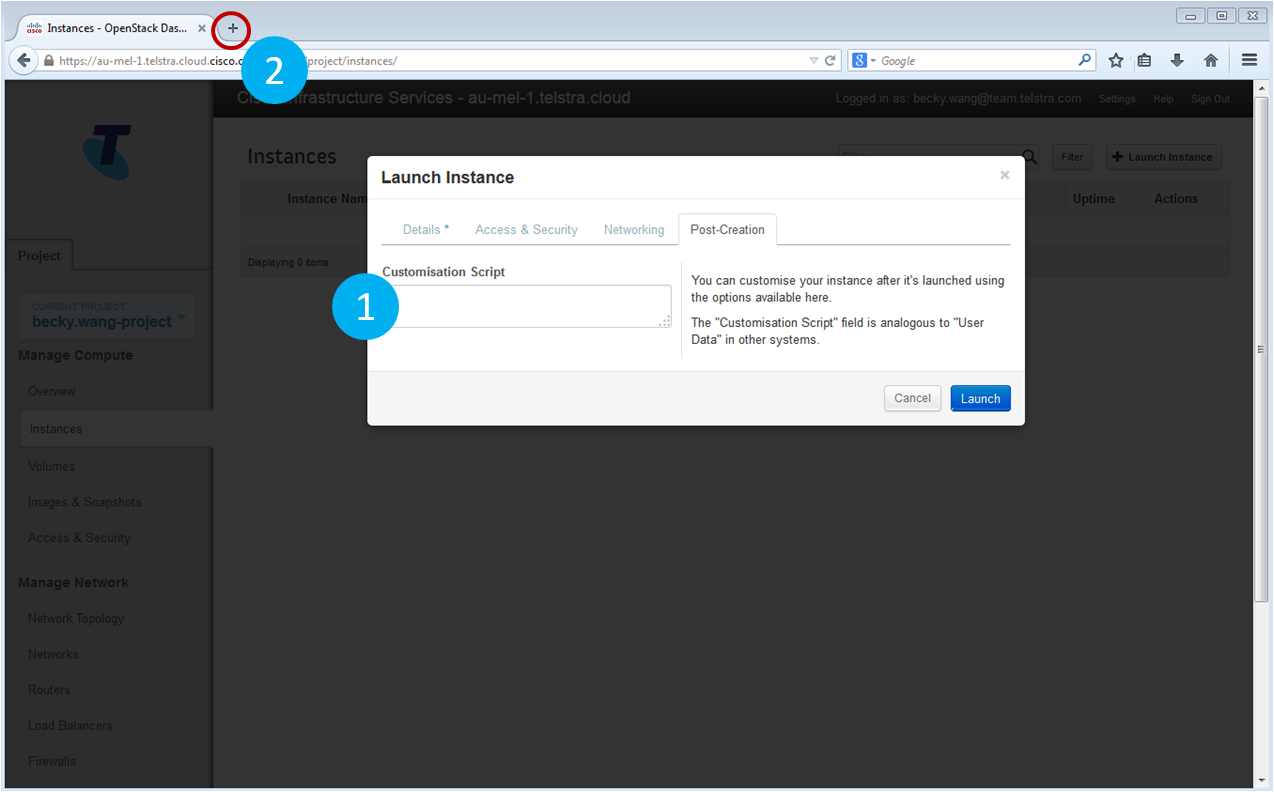 cisco Instances - OpenStack Das...
2
https://au-mel-1.telstra.cloud.cisco.c project/instances/
8 Google
frastructure Services - au-mel-1.telstra.cloud
Logged in as: becky.wang@team.telstra.com Settings Help Sign Out
T
Instances
Filter + Launch Instance
Instance Nam
Uptime Actions
Displaying 0 items
Launch Instance
Details * Access & Security Networking Post-Creation
Customisation Script
1
You can customise your instance after it's launched using
the options available here.
The "Customisation Script" field is analogous to "User
Data" in other systems.
Cancel Launch
Project
CURRENT PROJECT
becky.wang-project
Manage Compute
Overview
Instances
Volumes
Images & Snapshots
Access & Security
Manage Network
Network Topology
Networks
Routers
Load Balancers
Firewalls